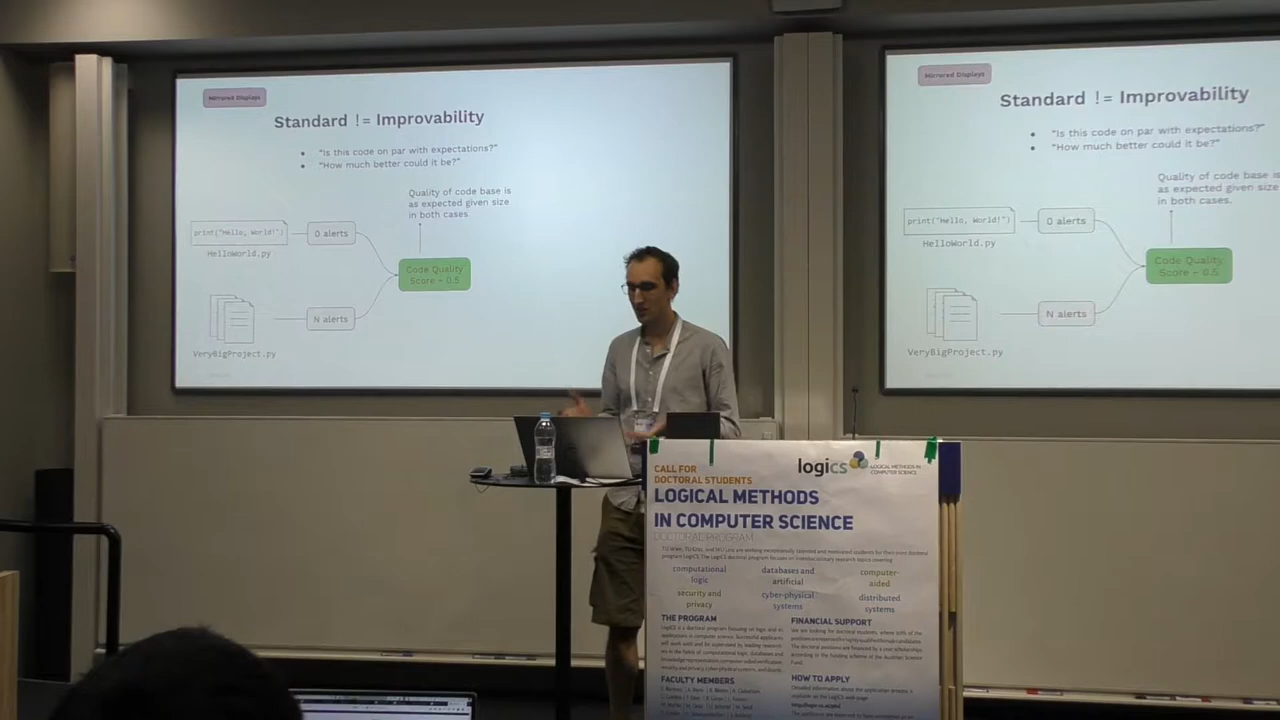 Mirrored Displays
Standard != Improvability
• "Is this code on par with expectations?"
• "How much better could it be?"
Quality of code base is
as expected given size
in both cases.
print("Hello, World!")
0 alerts
HelloWorld.py
Code Quality
Score ~ 0.5
N alerts
VeryBigProject.py
Mirrored Displays
Standard != Improvability
• "Is this code on par with expectations?"
• "How much better could it be?"
Quality of code base is
as expected given size
in both cases.
print("Hello, World!")
0 alerts
HelloWorld.py
Code Quality
Score ~ 0.5
N alerts
VeryBigProject.py
CALL FOR
DOCTORAL STUDENTS
logics
LOGICAL METHODS IN
COMPUTER SCIENCE
LOGICAL METHODS
IN COMPUTER SCIENCE
DOCTORAL PROGRAM
computational
logic
databases and
artificial
computer-
aided
security and
privacy
cyber-physical
systems
distributed
systems
THE PROGRAM
FINANCIAL SUPPORT
FACULTY MEMBERS
HOW TO APPLY